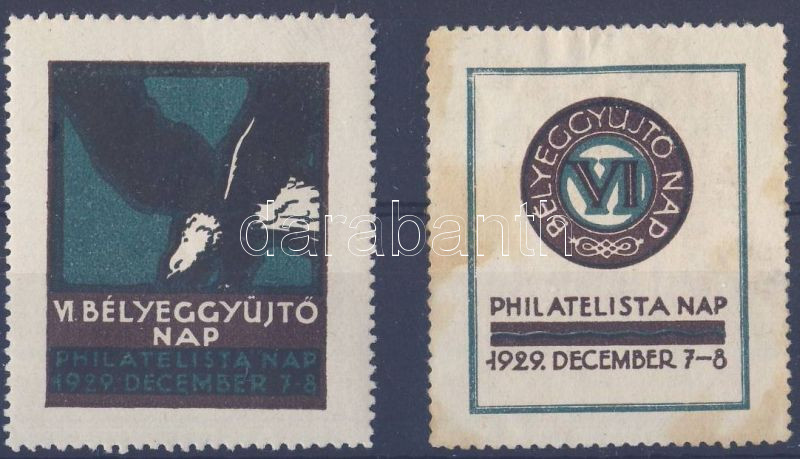 VI. BÉLYEGGYÜJTŐ
NAP
PHILATELISTA NAP
1929 DECEMBER 7-8
BÉLYEGGYÜJTŐ NAP
VI
PHILATELISTA NAP
1929. DECEMBER 7-8
darabanth